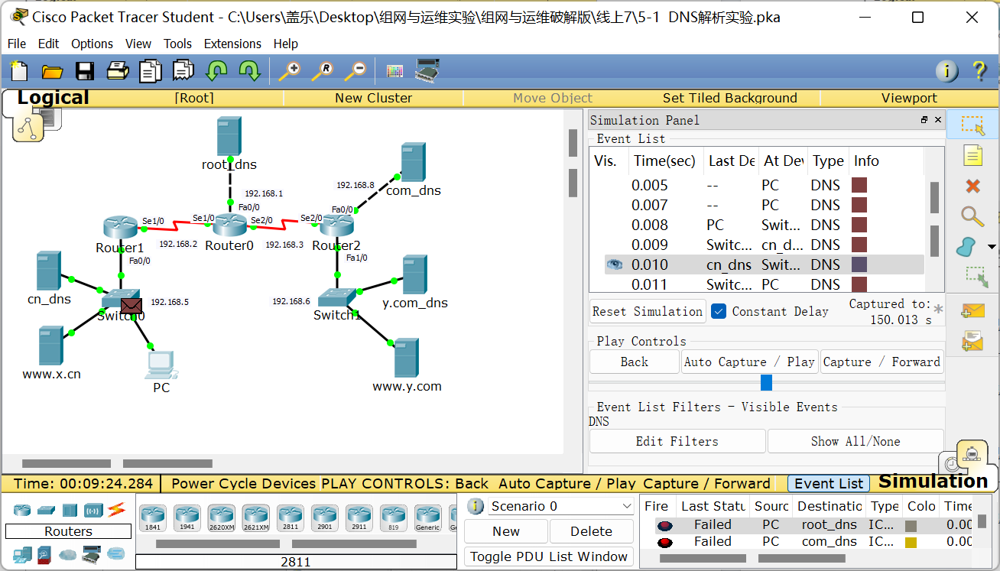 Cisco Packet Tracer Student - C:\Users\盖乐\Desktop\组网与运维实验\组网与运维破解版\线上7\5-1 DNS解析实验.pka
File Edit Options View Tools Extensions Help
Logical [Root] New Cluster Move Object Set Tiled Background Viewport
root_dns
192.168.1
Fa0/0
192.168.8
com_dns
Fa0/0
Se1/0 Se1/0 Se2/0 Se2/0
Router1 192.168.2 Router0 192.168.3 Router2
Fa0/0 Fa1/0
cn_dns 192.168.5 192.168.6 y.com_dns
Switch0 Switch1
www.x.cn
PC
www.y.com
Simulation Panel
Event List
Vis. Time(sec) Last De At Dev Type Info
0.005 -- PC DNS
0.007 -- PC DNS
0.008 PC Swit... DNS
0.009 Switc... cn_d... DNS
0.010 cn_dns Swit... DNS
0.011 Switc... PC DNS
Reset Simulation Constant Delay Captured to: *
150.013 s
Play Controls
Back Auto Capture / Play Capture / Forward
Event List Filters - Visible Events
DNS
Edit Filters Show All/None
Time: 00:09:24.284 Power Cycle Devices PLAY CONTROLS: Back Auto Capture / Play Capture / Forward Event List Simulation
Routers
1841 1941 2620XM 2621XM 2811 2901 2911 819 Generic Ge
2811
Scenario 0
New Delete
Toggle PDU List Window
Fire Last Statu Sourc Destinatio Type Colo Time
Failed PC root_dns IC... 0.00
Failed PC com_dns IC... 0.00